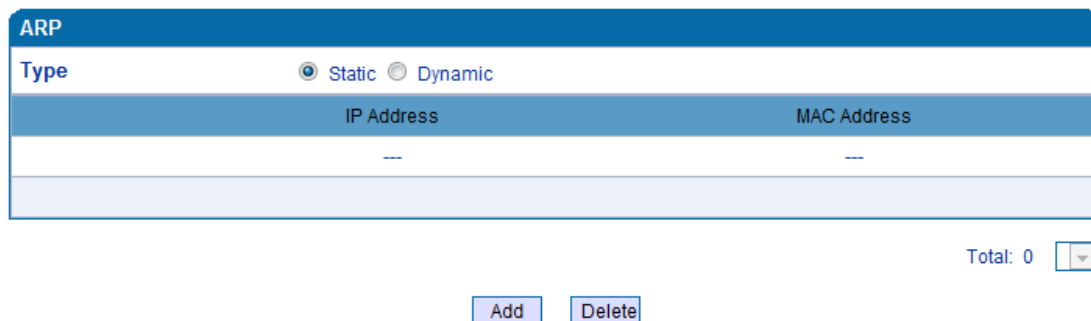 ARP
Type Static Dynamic
IP Address MAC Address
--- ---
Total: 0
Add Delete